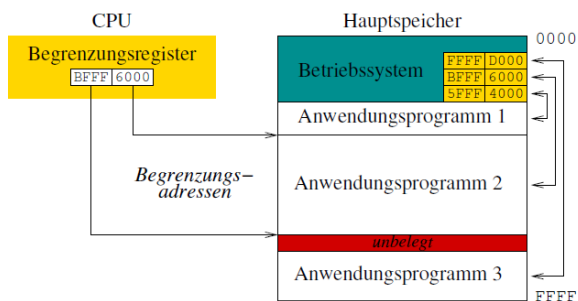 CPU
Begrenzungsregister
BFFF 6000
Begrenzungs-
adressen
Hauptspeicher
0000
Betriebssystem
FFFF D000
BFFF 6000
5FFF 4000
Anwendungsprogramm 1
Anwendungsprogramm 2
unbelegt
Anwendungsprogramm 3
FFFF